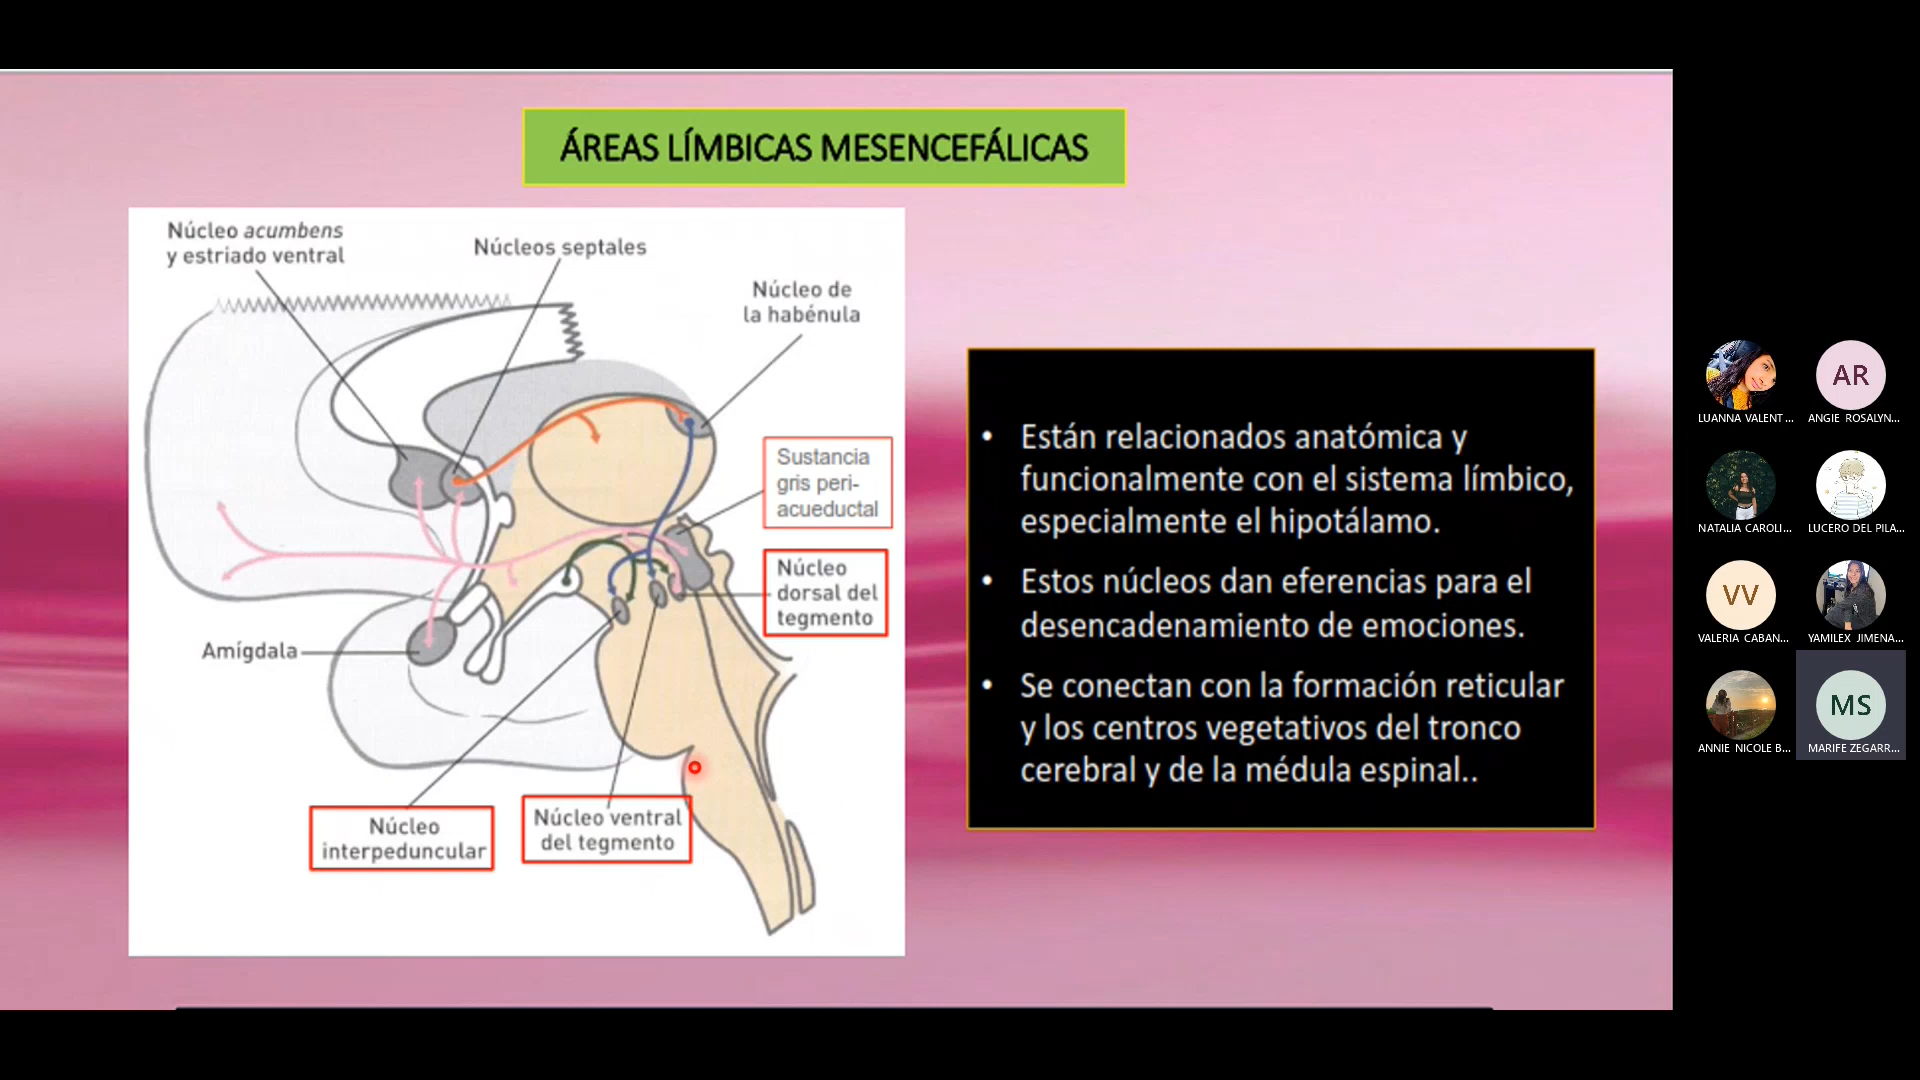 ÁREAS LÍMBICAS MESENCEFÁLICAS
Núcleo acumbens
y estriado ventral
Núcleos septales
Núcleo de
la habénula
Sustancia
gris peri-
acueductal
Núcleo
dorsal del
tegmento
Amígdala
Núcleo
interpeduncular
Núcleo ventral
del tegmento
• Están relacionados anatómica y
funcionalmente con el sistema límbico,
especialmente el hipotálamo.
• Estos núcleos dan eferencias para el
desencadenamiento de emociones.
• Se conectan con la formación reticular
y los centros vegetativos del tronco
cerebral y de la médula espinal..
LUANNA VALENT...
AR
ANGIE ROSALYN...
NATALIA CAROLI...
LUCERO DEL PILA...
VV
VALERIA CABAN...
YAMILEX JIMENA...
ANNIE NICOLE B...
MS
MARIFE ZEGARR...